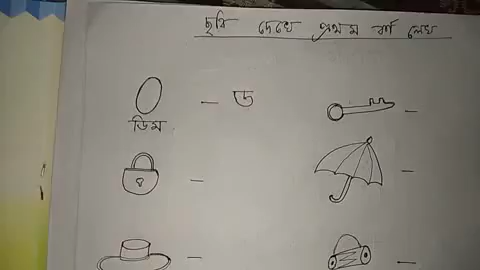 ছবি দেখে প্রথম বর্ণ লেখ
— ড —
ডিম
— —
— —